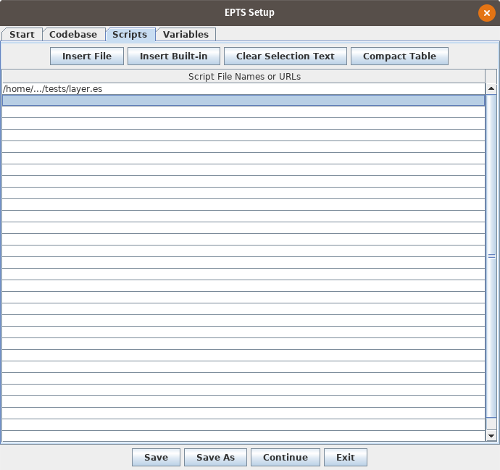 EPTS Setup
Start Codebase Scripts Variables
Insert File Insert Built-in Clear Selection Text Compact Table
Script File Names or URLs
/home/.../tests/layer.es
Save Save As Continue Exit